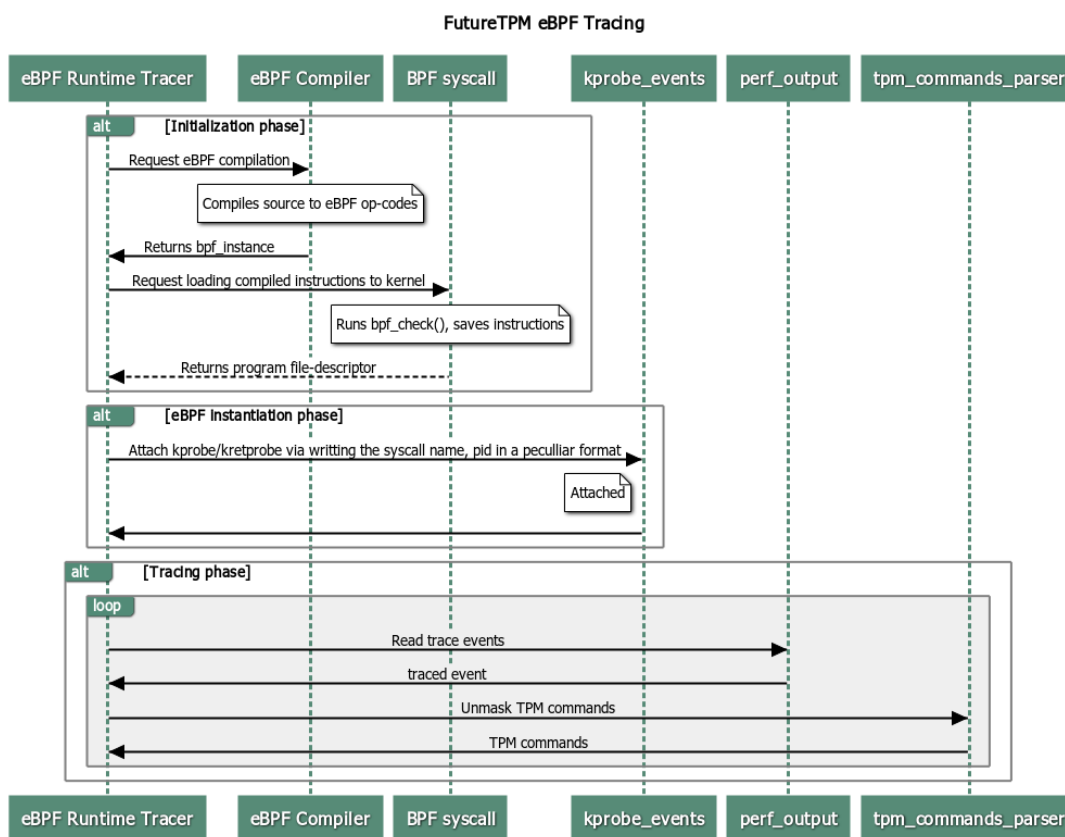 FutureTPM eBPF Tracing
eBPF Runtime Tracer eBPF Compiler BPF syscall kprobe_events perf_output tpm_commands_parser
alt [Initialization phase]
Request eBPF compilation
Compiles source to eBPF op-codes
Returns bpf_instance
Request loading compiled instructions to kernel
Runs bpf_check(), saves instructions
Returns program file-descriptor
alt [eBPF instantiation phase]
Attach kprobe/kretprobe via writting the syscall name, pid in a peculliar format
Attached
alt [Tracing phase]
loop
Read trace events
traced event
Unmask TPM commands
TPM commands
eBPF Runtime Tracer eBPF Compiler BPF syscall kprobe_events perf_output tpm_commands_parser